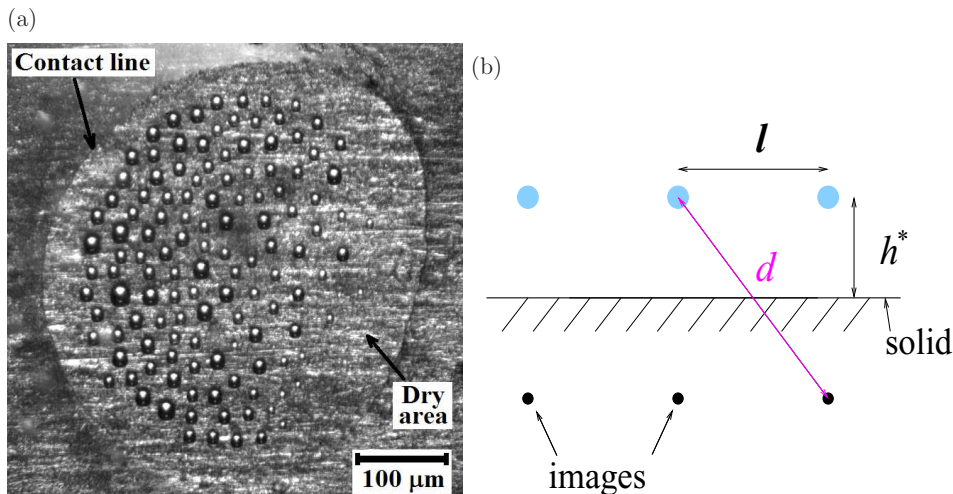 (a)
Contact line
Dry
area
100 μm
(b)
l
h*
d
solid
images